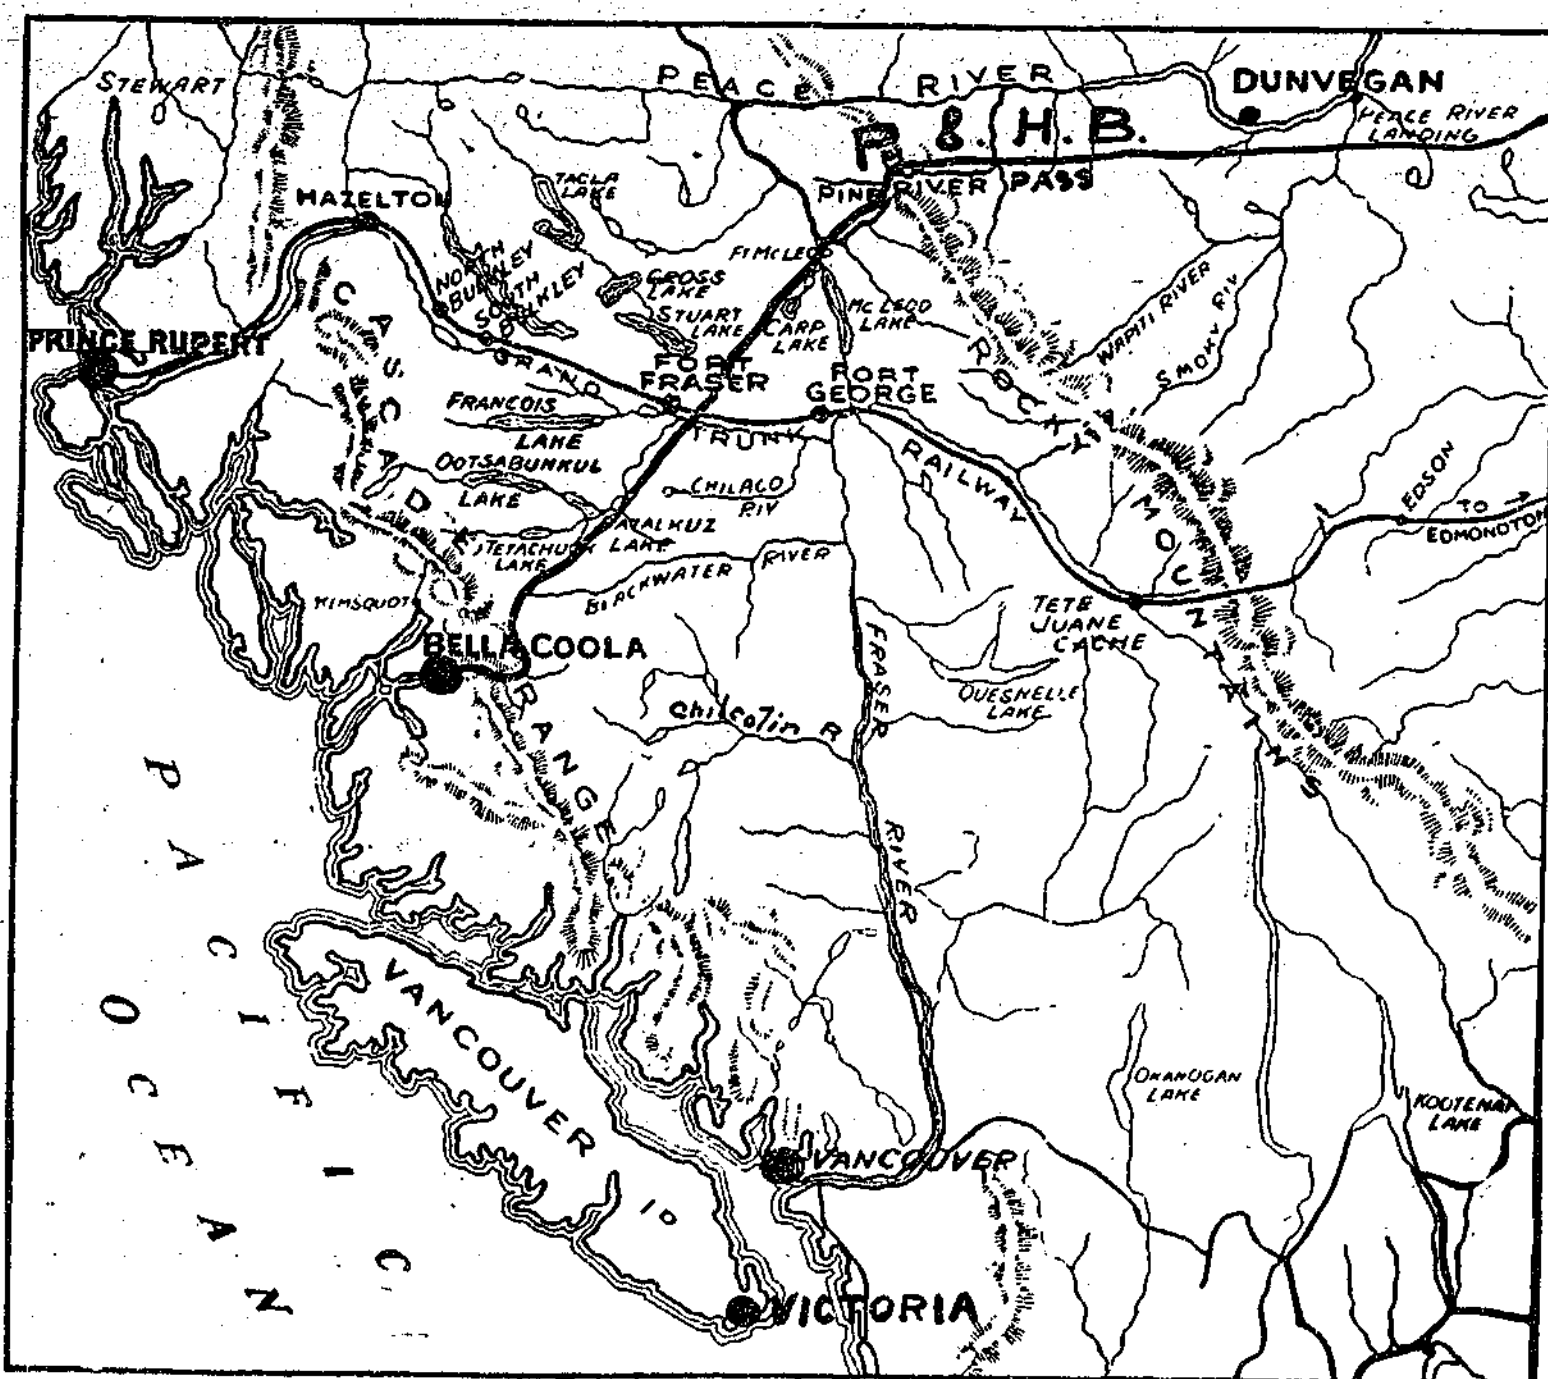 STEWART
PEACE RIVER
DUNVEGAN
PEACE RIVER
LANDING
P. & H. B.
PINE RIVER PASS
HAZELTON
TACLA
LAKE
NORTH
BULKLEY
SOUTH
BULKLEY
CROSS
LAKE
STUART
LAKE
FT MCLEOD
CARP
LAKE
MCLEOD
LAKE
WAPITI RIVER
SMOKY RIV
PRINCE RUPERT
CASCADE RANGE
GRAND TRUNK RAILWAY
FORT
FRASER
FORT
GEORGE
ROCKY MOUNTAINS
FRANCOIS
LAKE
OOTSABUNKUL
LAKE
CHILACO
RIV
EDSON
TO
EDMONTON
TETACHUCK
LAKE
LAKE
BLACKWATER RIVER
KIMSQUOT
BELLA COOLA
TETE
JUANE
CACHE
QUESNELLE
LAKE
Chilcotin R
FRASER RIVER
PACIFIC
OCEAN
VANCOUVER ID
OKANOGAN
LAKE
KOOTENAY
LAKE
VANCOUVER
VICTORIA